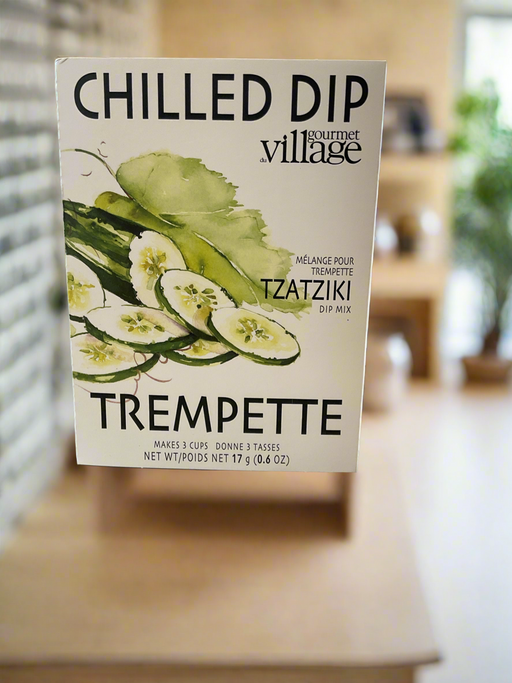 CHILLED DIP
gourmet
du village
MÉLANGE POUR
TREMPETTE
TZATZIKI
DIP MIX
TREMPETTE
MAKES 3 CUPS DONNE 3 TASSES
NET WT/POIDS NET 17 g (0.6 OZ)